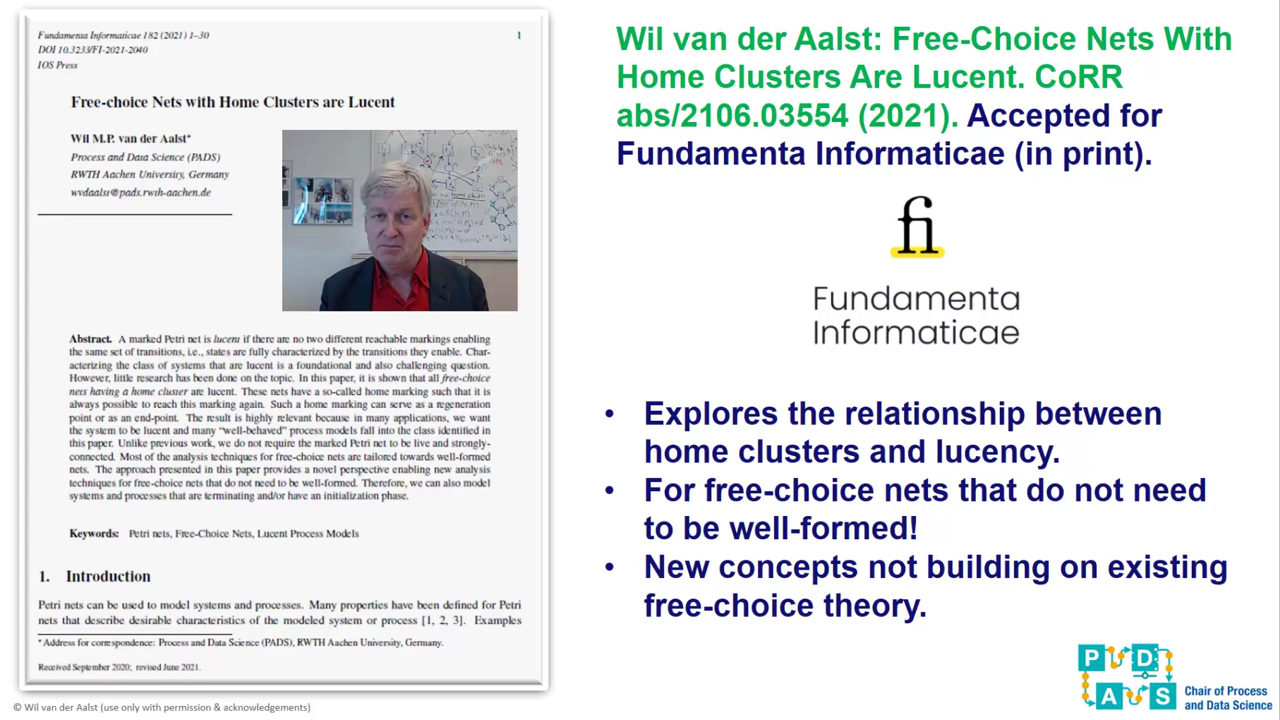 Fundamenta Informaticae 182 (2021) 1–30
1
DOI 10.3233/FI-2021-2040
IOS Press
Free-choice Nets with Home Clusters are Lucent
Wil M.P. van der Aalst*
Process and Data Science (PADS)
RWTH Aachen University, Germany
wvdaalst@pads.rwth-aachen.de
Abstract. A marked Petri net is lucent if there are no two different reachable markings enabling
the same set of transitions, i.e., states are fully characterized by the transitions they enable. Char-
acterizing the class of systems that are lucent is a foundational and also challenging question.
However, little research has been done on the topic. In this paper, it is shown that all free-choice
nets having a home cluster are lucent. These nets have a so-called home marking such that it is
always possible to reach this marking again. Such a home marking can serve as a regeneration
point or as an end-point. The result is highly relevant because in many applications, we want
the system to be lucent and many “well-behaved” process models fall into the class identified in
this paper. Unlike previous work, we do not require the marked Petri net to be live and strongly-
connected. Most of the analysis techniques for free-choice nets are tailored towards well-formed
nets. The approach presented in this paper provides a novel perspective enabling new analysis
techniques for free-choice nets that do not need to be well-formed. Therefore, we can also model
systems and processes that are terminating and/or have an initialization phase.
Keywords: Petri nets, Free-Choice Nets, Lucent Process Models
1. Introduction
Petri nets can be used to model systems and processes. Many properties have been defined for Petri
nets that describe desirable characteristics of the modeled system or process [1, 2, 3]. Examples
*Address for correspondence: Process and Data Science (PADS), RWTH Aachen University, Germany.
Received September 2020; revised June 2021.
© Wil van der Aalst (use only with permission & acknowledgements)
Wil van der Aalst: Free-Choice Nets With
Home Clusters Are Lucent. CoRR
abs/2106.03554 (2021). Accepted for
Fundamenta Informaticae (in print).
fi
Fundamenta
Informaticae
• Explores the relationship between
home clusters and lucency.
• For free-choice nets that do not need
to be well-formed!
• New concepts not building on existing
free-choice theory.
P D
A S
Chair of Process
and Data Science